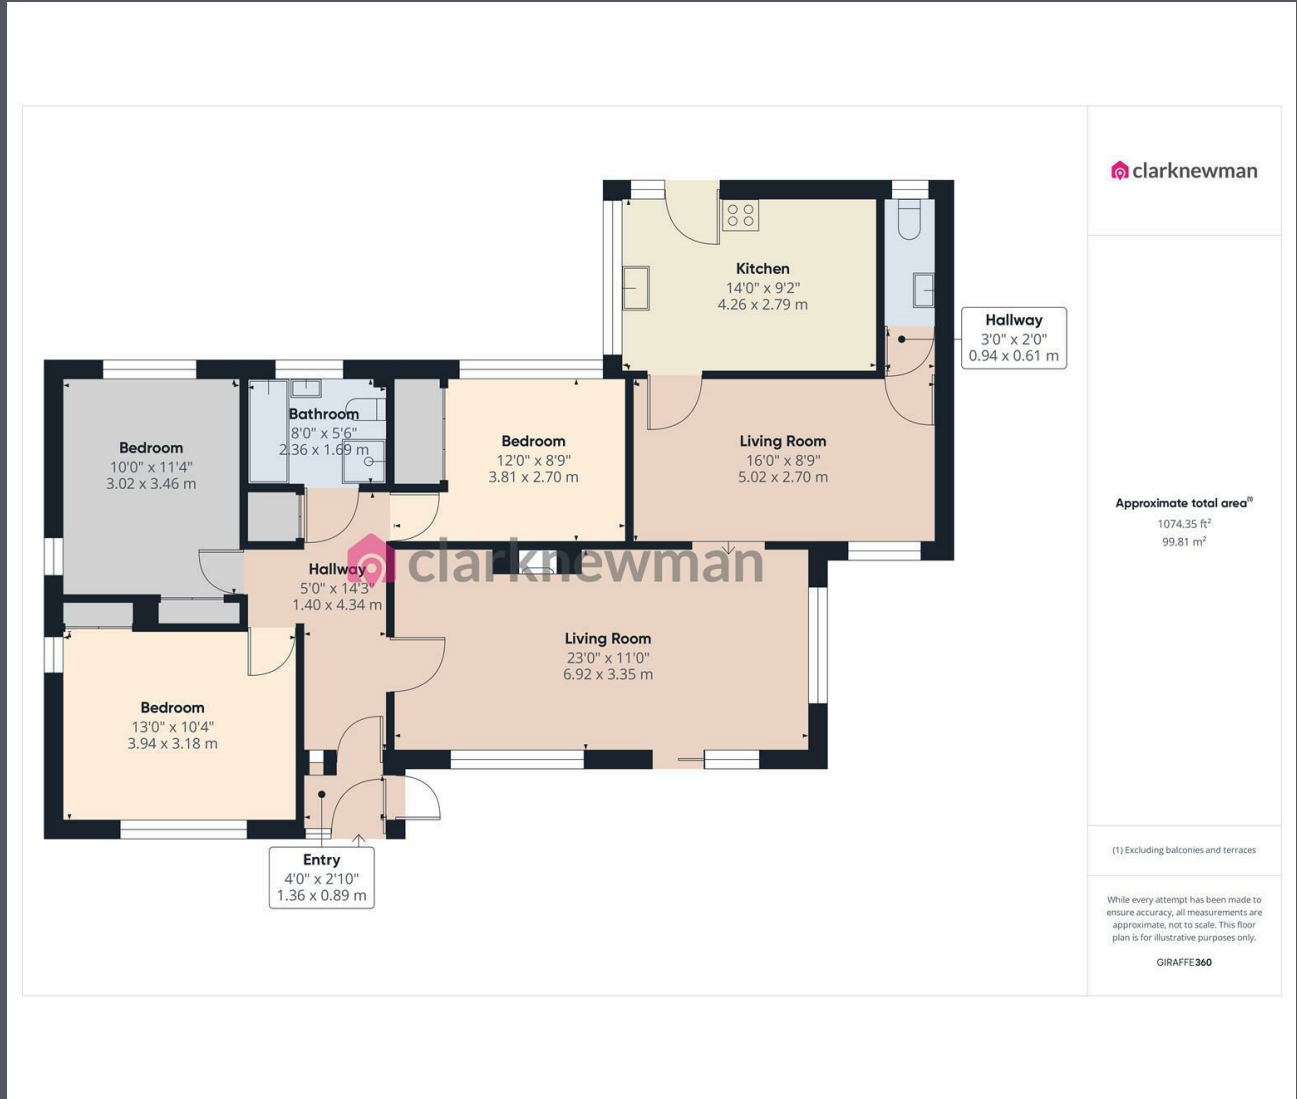 clarknewman
Kitchen
14'0" x 9'2"
4.26 x 2.79 m
Hallway
3'0" x 2'0"
0.94 x 0.61 m
Bedroom
10'0" x 11'4"
3.02 x 3.46 m
Bathroom
8'0" x 5'6"
2.36 x 1.69 m
Bedroom
12'0" x 8'9"
3.81 x 2.70 m
Living Room
16'0" x 8'9"
5.02 x 2.70 m
Hallway
5'0" x 14'3"
1.40 x 4.34 m
clarknewman
Living Room
23'0" x 11'0"
6.92 x 3.35 m
Bedroom
13'0" x 10'4"
3.94 x 3.18 m
Entry
4'0" x 2'10"
1.36 x 0.89 m
Approximate total area(1)
1074.35 ft²
99.81 m²
(1) Excluding balconies and terraces
While every attempt has been made to
ensure accuracy, all measurements are
approximate, not to scale. This floor
plan is for illustrative purposes only.
GIRAFFE360